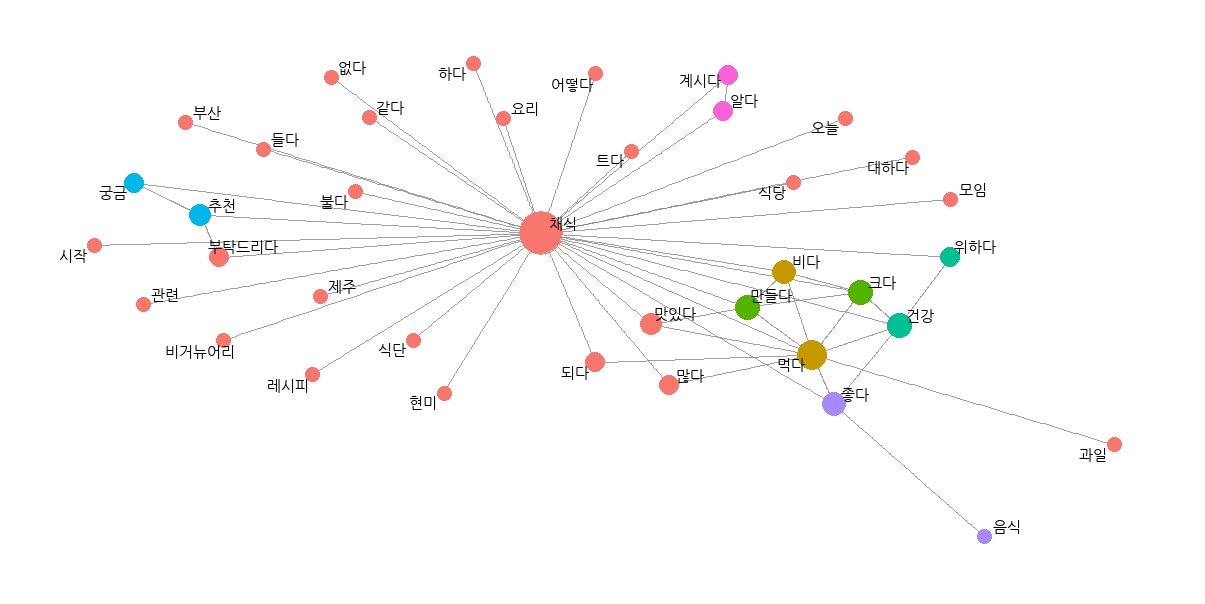 없다
하다
어떻다
계시다
알다
부산
같다
요리
오늘
들다
트다
대하다
식당
모임
궁금
추천
불다
채식
시작
부탁드리다
위하다
비다
크다
관련
제주
만들다
맛있다
건강
비거뉴어리
식단
되다
많다
먹다
레시피
현미
좋다
과일
음식